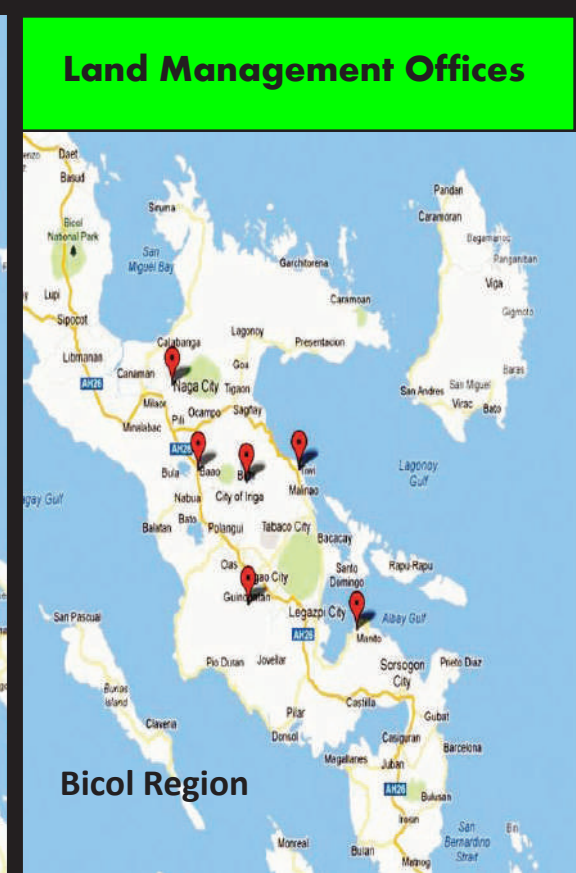 Land Management Offices
Daet
Basud
Bicol
National Park
Siruma
San
Miguel Bay
Garchitorena
Pandan
Caramoran
Panganiban
Viga
Gigmoto
Lupi
Sipocot
Caramoan
Lagonoy
Presentacion
Calabanga
Libmanan
Goa
Canaman
AH26
Naga City
Tigaon
Baras
San Andres
San Miguel
Virac
Bato
Milaor
Pili
Ocampo
Sagñay
Minalabac
AH26
Baao
Bula
Lagonoy
Gulf
Nabua
City of Iriga
Malinao
Balatan
Bato
Polangui
Tabaco City
Bacacay
Oas
Santo
Domingo
Rapu-Rapu
Legazpi City
Albay Gulf
San Pascual
AH26
Manito
Pio Duran
Jovellar
Sorsogon
City
Prieto Diaz
Burias
Island
Castilla
Pilar
Gubat
Claveria
Donsol
Casiguran
Barcelona
Magallanes
Juban
Bicol Region
AH26
Bulusan
Irosin
San
Bernardino
Strait
Monreal
Bulan
Matnog